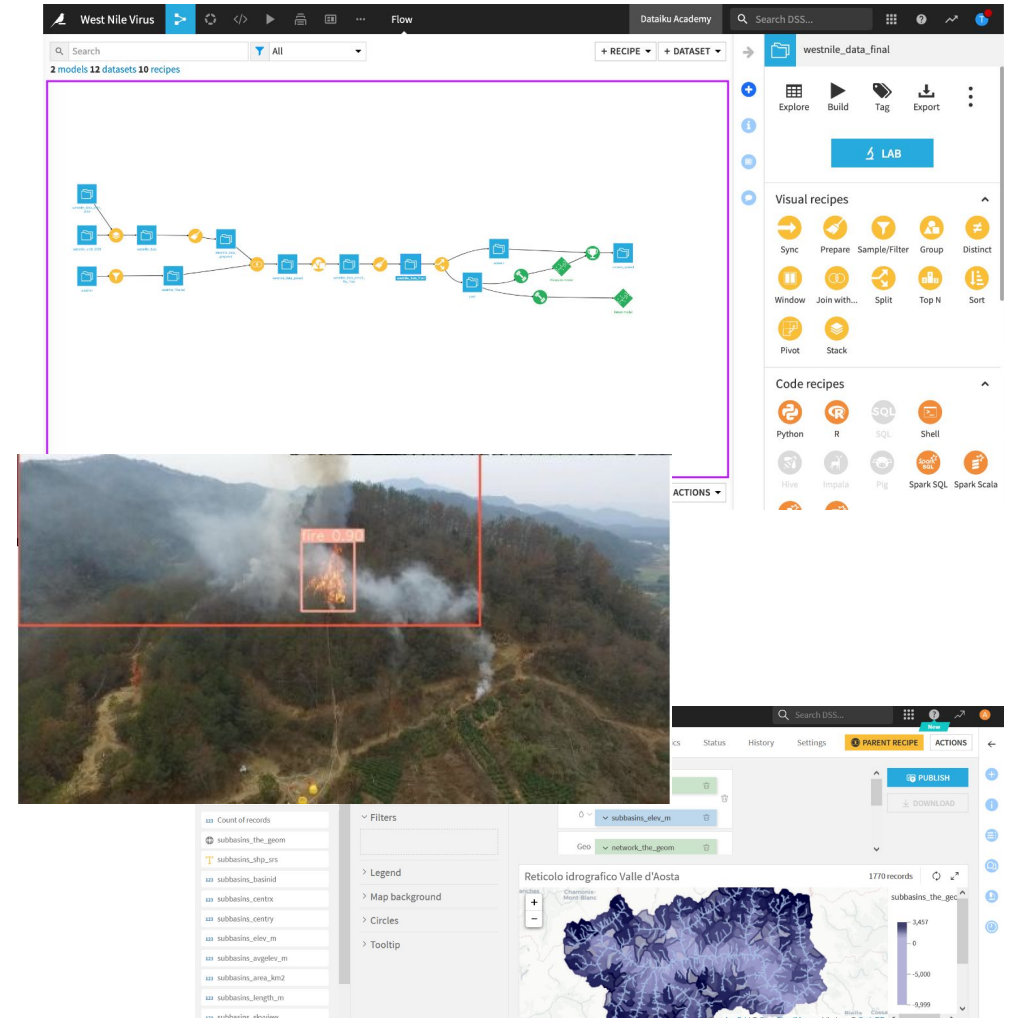 West Nile Virus
Flow
Dataiku Academy
Search DSS...
Search
All
+ RECIPE
+ DATASET
2 models 12 datasets 10 recipes
westnile_data_final
Explore Build Tag Export
LAB
Visual recipes
Sync Prepare Sample/Filter Group Distinct
Window Join with... Split Top N Sort
Pivot Stack
Code recipes
Python R SQL Shell
Hive Impala Pig Spark SQL Spark Scala
ACTIONS
fire 0.90
Search DSS...
New
ics Status History Settings PARENT RECIPE ACTIONS
PUBLISH
DOWNLOAD
subbasins_elev_m
Geo network_the_geom
Count of records
subbasins_the_geom
subbasins_shp_srs
subbasins_basinid
subbasins_centrx
subbasins_centry
subbasins_elev_m
subbasins_avgelev_m
subbasins_area_km2
subbasins_length_m
Filters
Legend
Map background
Circles
Tooltip
Reticolo idrografico Valle d'Aosta
1770 records
Chamonix
Mont-Blanc
+
−
subbasins_the_gec
3,457
0
-5,000
-9,999